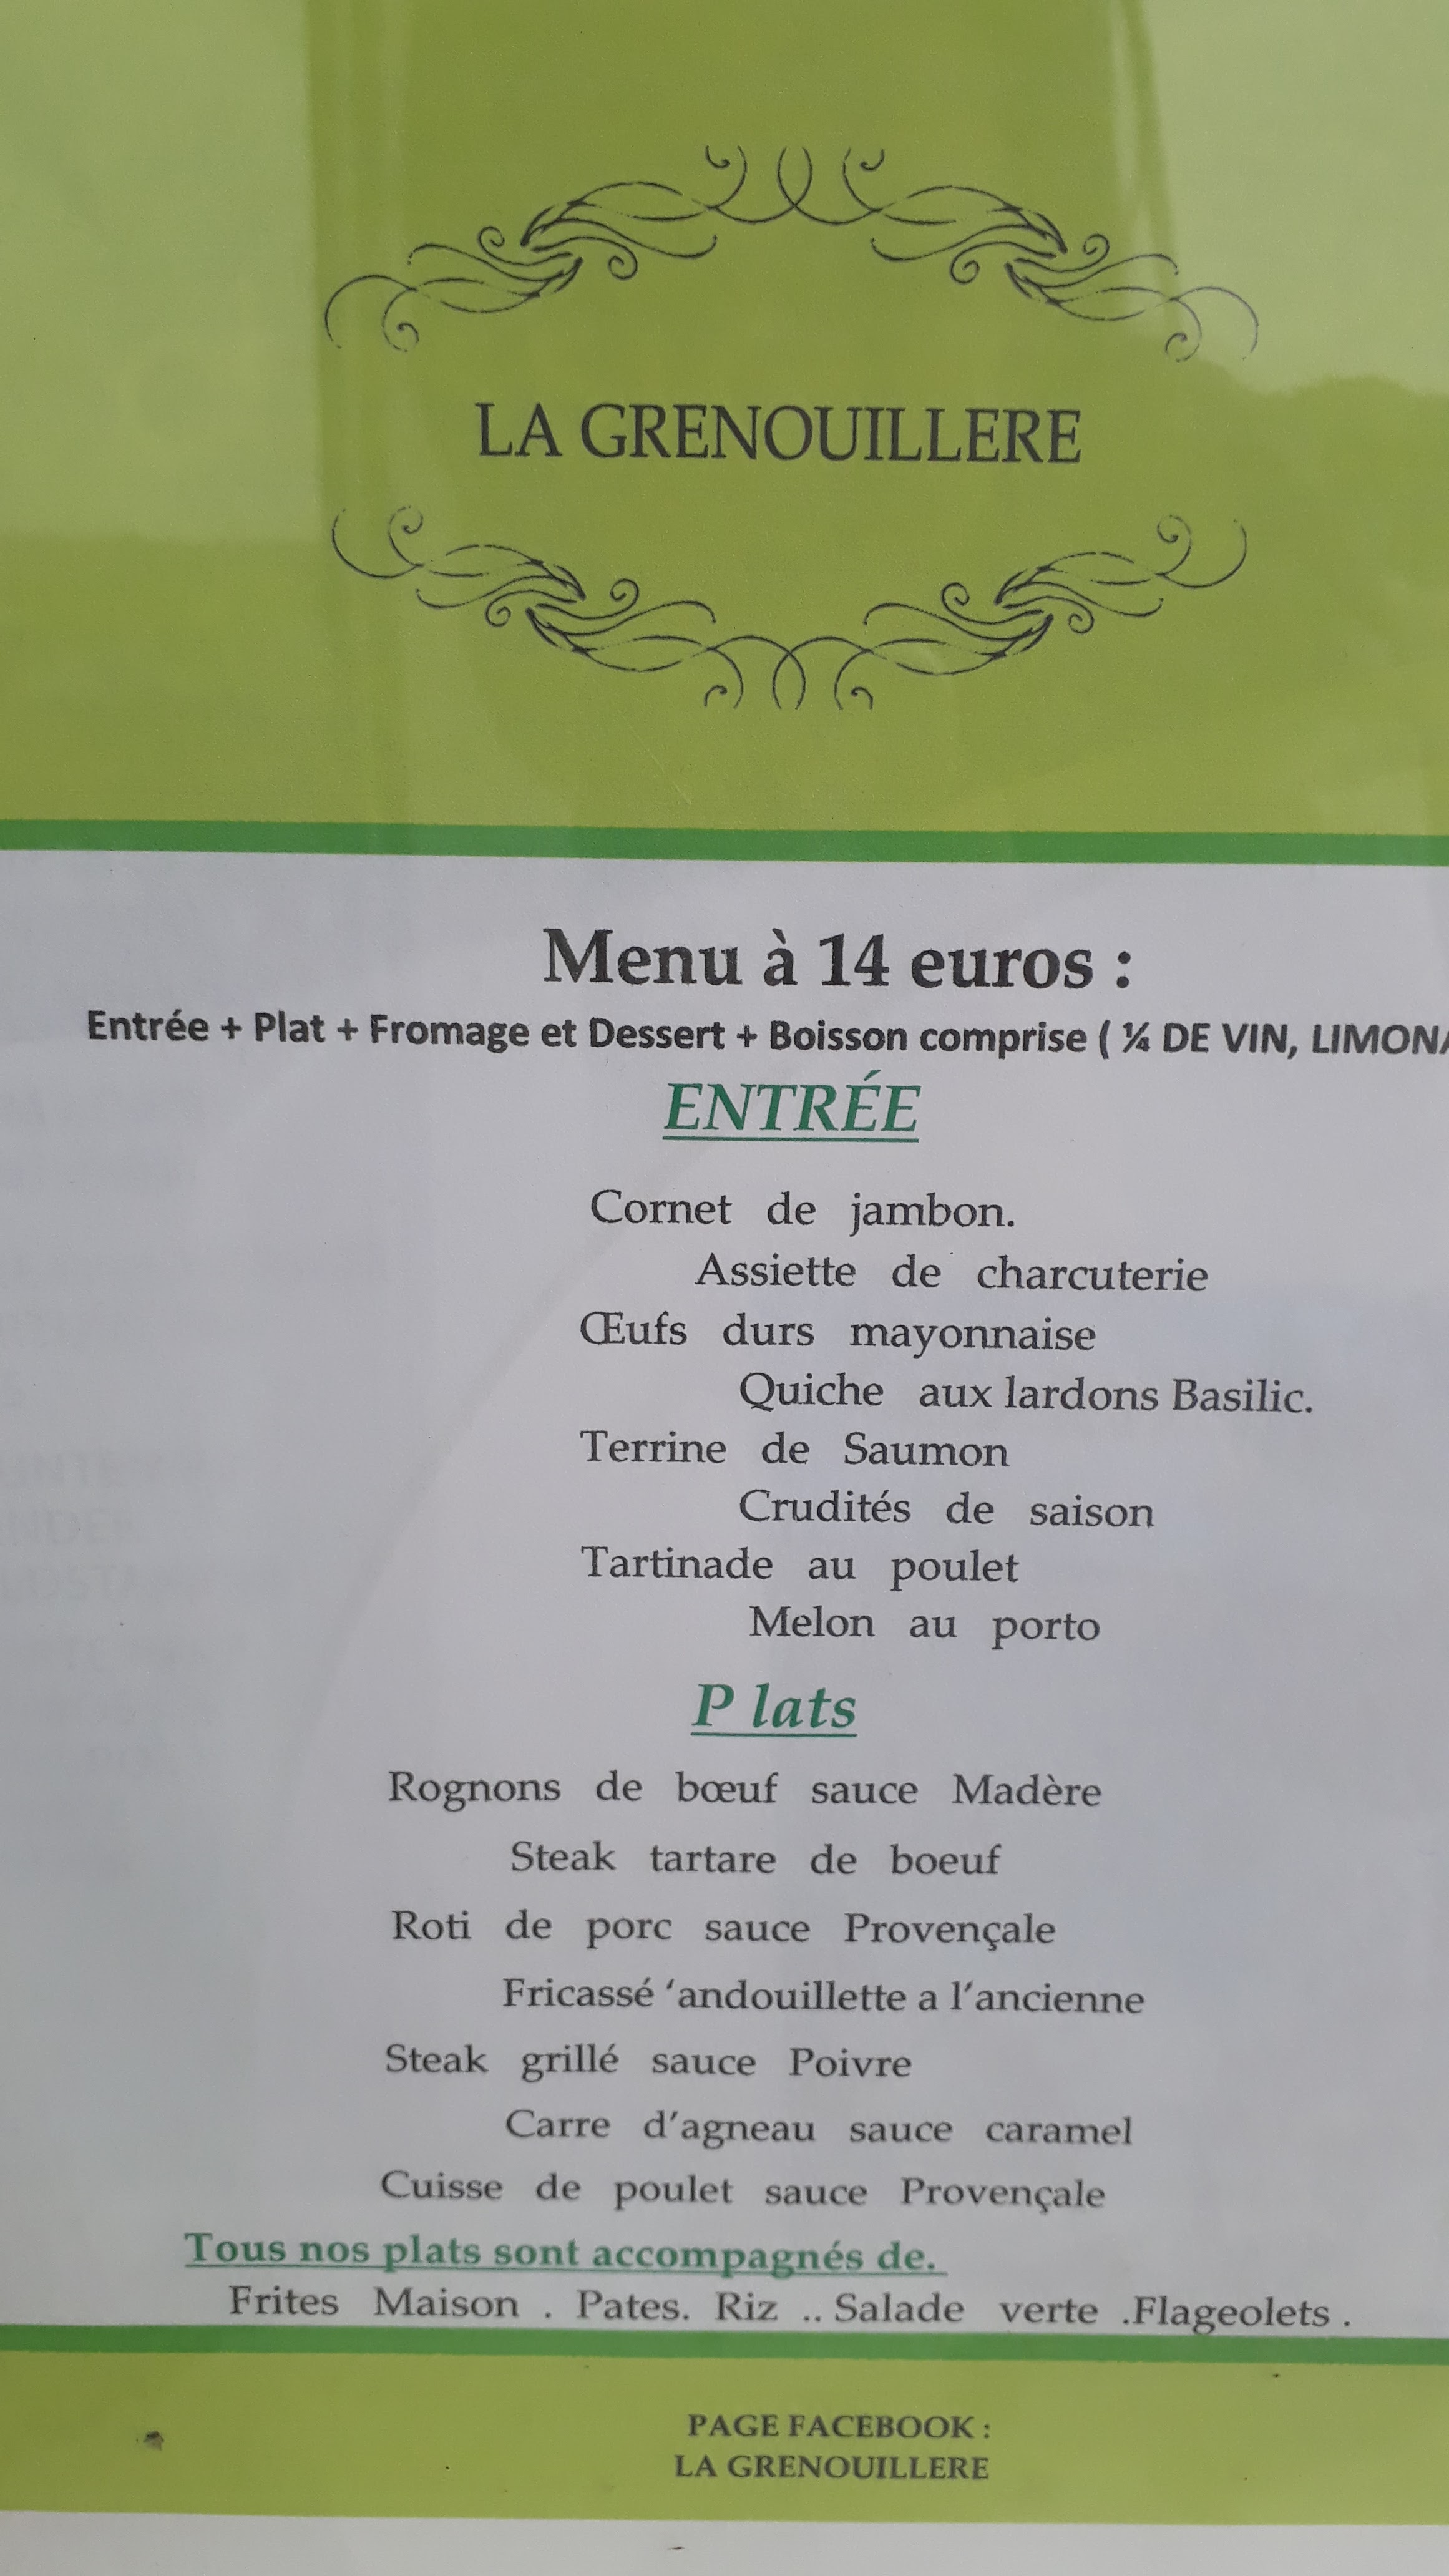 LA GRENOUILLERE
Menu à 14 euros :
Entrée + Plat + Fromage et Dessert + Boisson comprise ( ¼ DE VIN,
ENTRÉE
Cornet de jambon.
Assiette de charcuterie
Œufs durs mayonnaise
Quiche aux lardons Basilic.
Terrine de Saumon
Crudités de saison
Tartinade au poulet
Melon au porto
P lats
Rognons de bœuf sauce Madère
Steak tartare de boeuf
Roti de porc sauce Provençale
Fricassé ‘andouillette a l’ancienne
Steak grillé sauce Poivre
Carre d’agneau sauce caramel
Cuisse de poulet sauce Provençale
Tous nos plats sont accompagnés de.
Frites Maison . Pates. Riz .. Salade verte .Flageolets .
PAGE FACEBOOK :
LA GRENOUILLERE